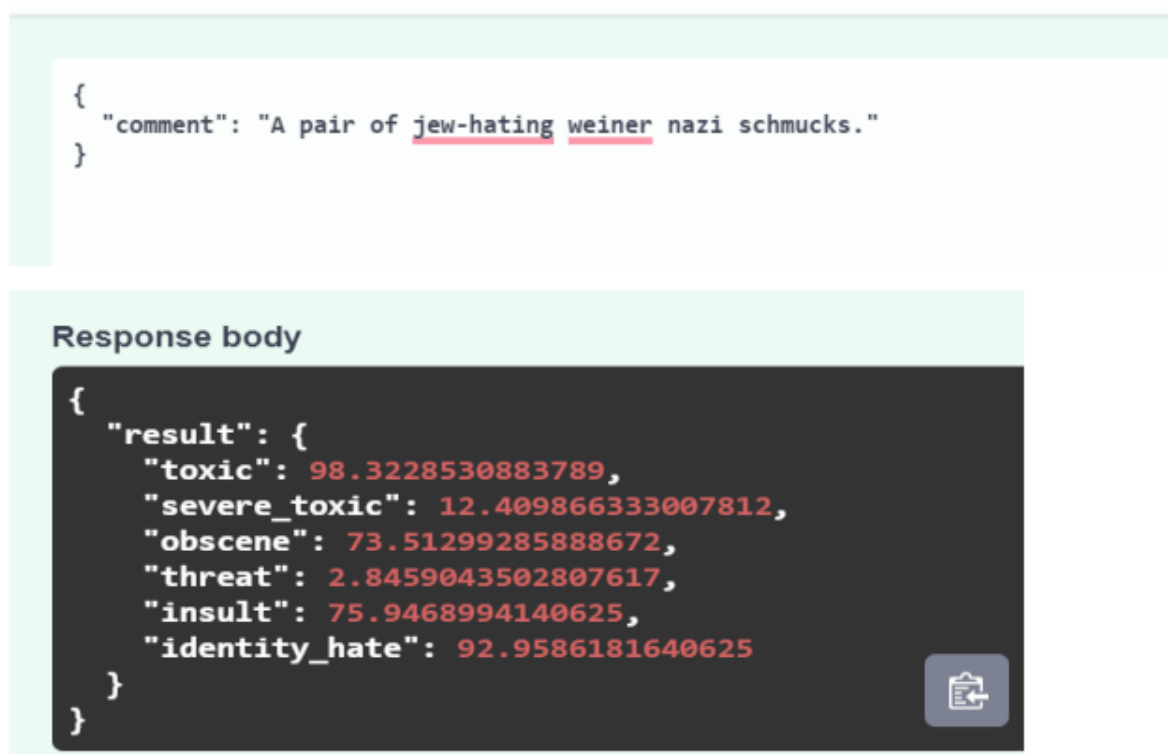 {
"comment": "A pair of jew-hating weiner nazi schmucks."
}
Response body
{
"result": {
"toxic": 98.3228530883789,
"severe_toxic": 12.409866333007812,
"obscene": 73.51299285888672,
"threat": 2.8459043502807617,
"insult": 75.9468994140625,
"identity_hate": 92.9586181640625
}
}